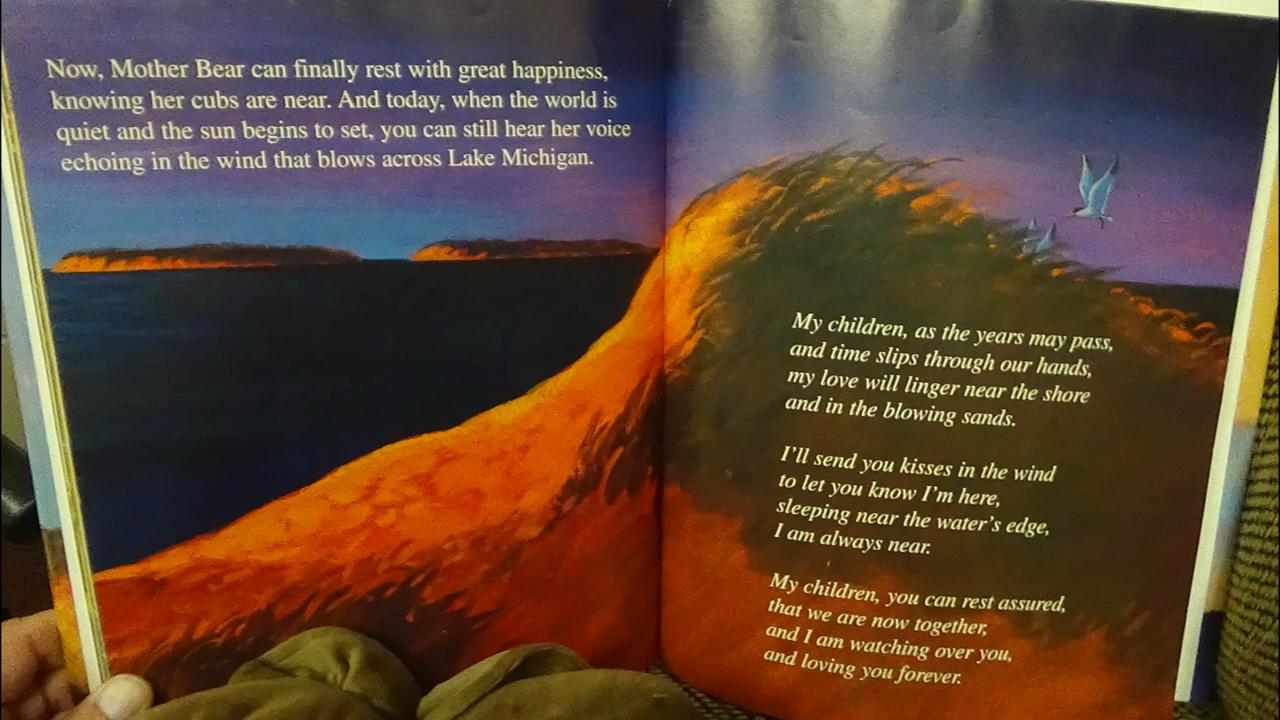 Now, Mother Bear can finally rest with great happiness,
knowing her cubs are near. And today, when the world is
quiet and the sun begins to set, you can still hear her voice
echoing in the wind that blows across Lake Michigan.
My children, as the years may pass,
and time slips through our hands,
my love will linger near the shore
and in the blowing sands.
I'll send you kisses in the wind
to let you know I'm here,
sleeping near the water's edge,
I am always near.
My children, you can rest assured,
that we are now together,
and I am watching over you,
and loving you forever.